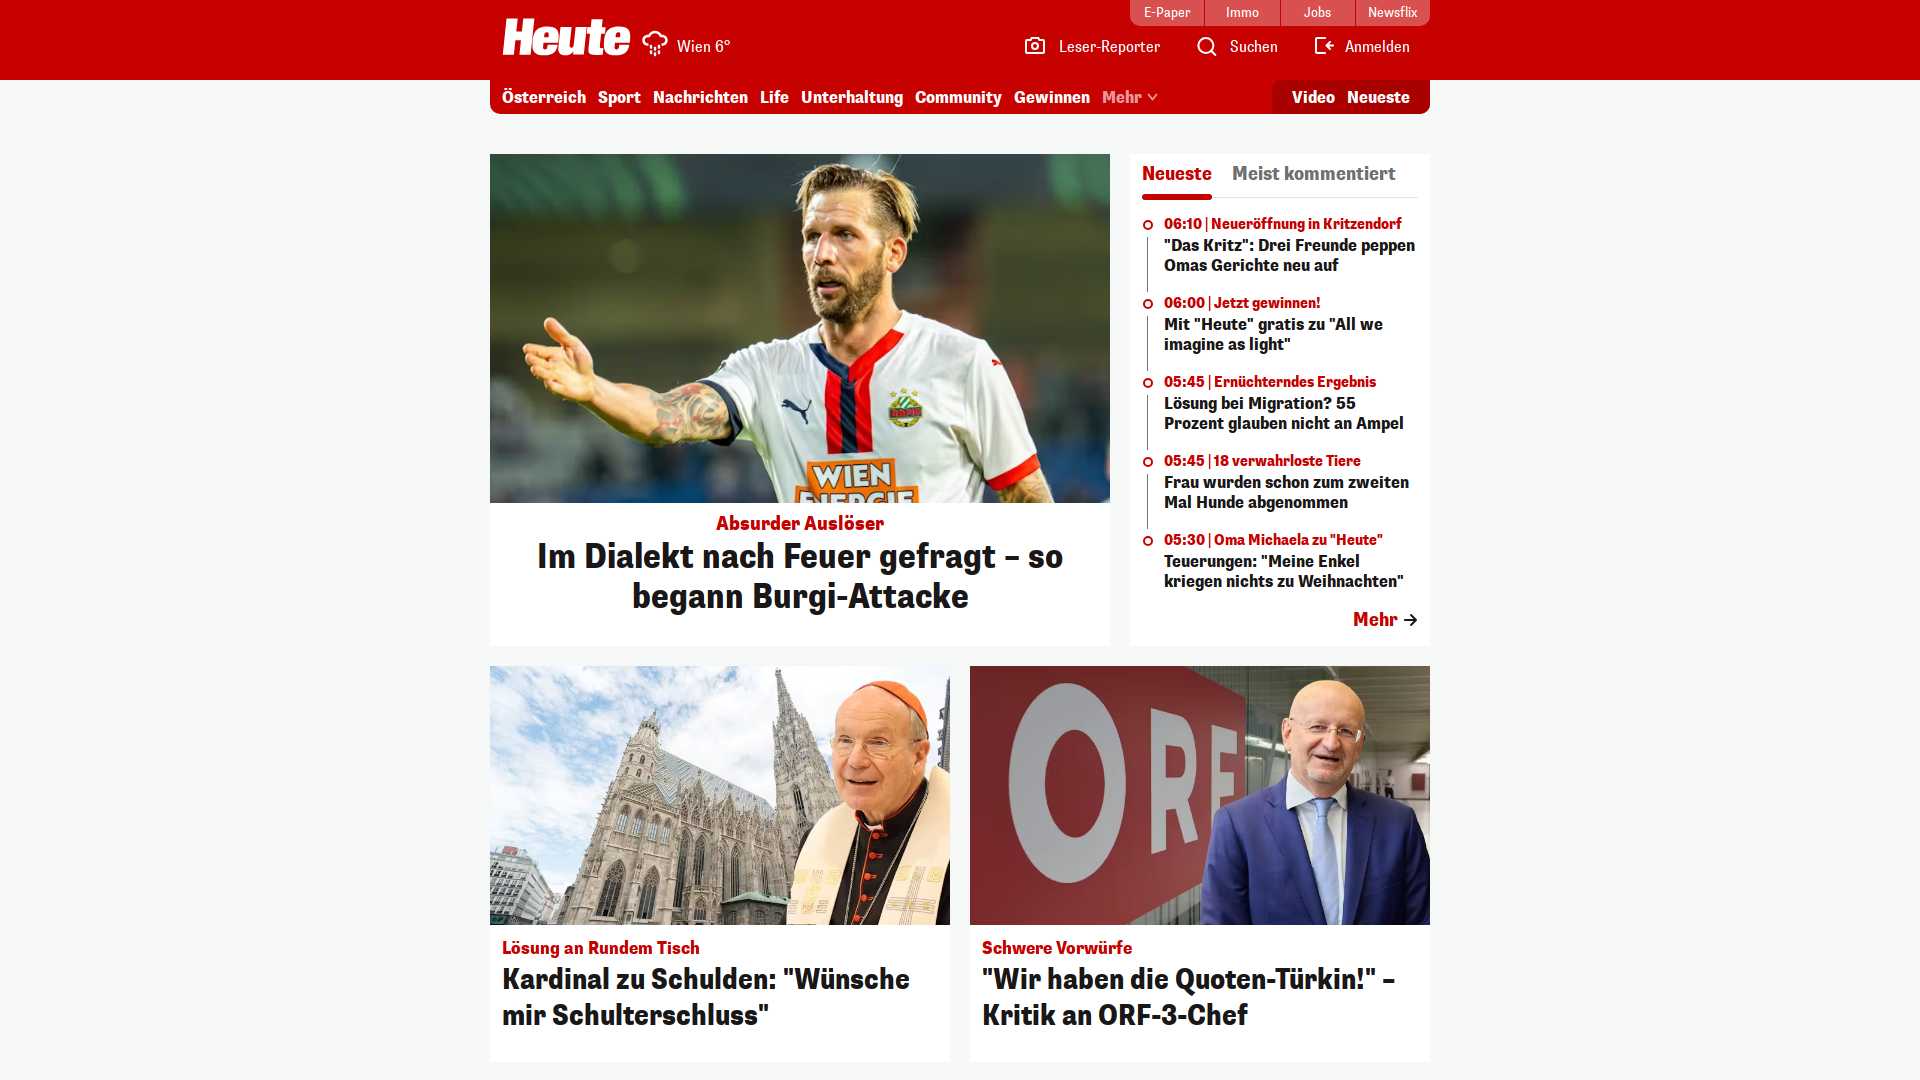 E-Paper
Immo
Jobs
Newsflix
Heute
Wien 6°
Leser-Reporter
Suchen
Anmelden
Österreich
Sport
Nachrichten
Life
Unterhaltung
Community
Gewinnen
Mehr
Video
Neueste
WIEN
ENERGIE
Absurder Auslöser
Im Dialekt nach Feuer gefragt – so
begann Burgi-Attacke
Neueste
Meist kommentiert
06:10 | Neueröffnung in Kritzendorf
"Das Kritz": Drei Freunde peppen
Omas Gerichte neu auf
06:00 | Jetzt gewinnen!
Mit "Heute" gratis zu "All we
imagine as light"
05:45 | Ernüchterndes Ergebnis
Lösung bei Migration? 55
Prozent glauben nicht an Ampel
05:45 | 18 verwahrloste Tiere
Frau wurden schon zum zweiten
Mal Hunde abgenommen
05:30 | Oma Michaela zu "Heute"
Teuerungen: "Meine Enkel
kriegen nichts zu Weihnachten"
Mehr
Lösung an Rundem Tisch
Kardinal zu Schulden: "Wünsche
mir Schulterschluss"
ORF
Schwere Vorwürfe
"Wir haben die Quoten-Türkin!" –
Kritik an ORF-3-Chef